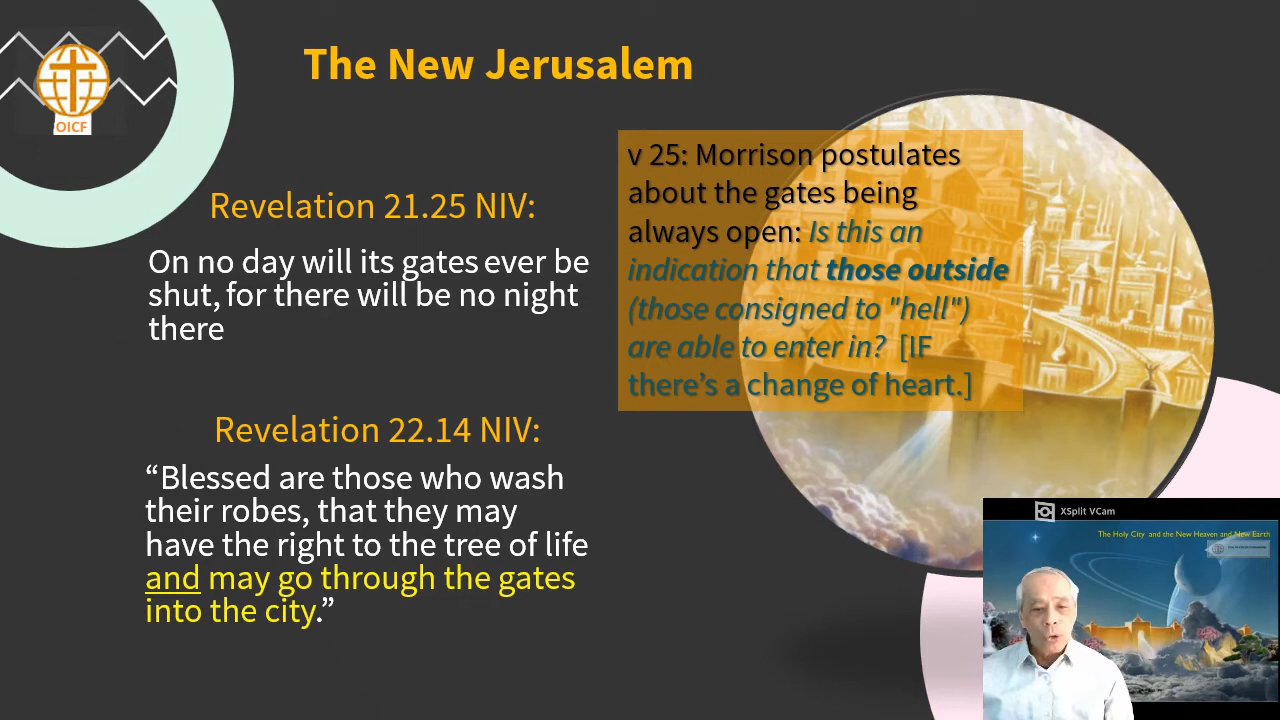 The New Jerusalem
OICF
Revelation 21.25 NIV:
On no day will its gates ever be
shut, for there will be no night
there
v 25: Morrison postulates
about the gates being
always open: Is this an
indication that those outside
(those consigned to "hell")
are able to enter in? [IF
there's a change of heart.]
Revelation 22.14 NIV:
“Blessed are those who wash
their robes, that they may
have the right to the tree of life
and may go through the gates
into the city.”
XSplit VCam
The Holy City and the New Heaven and New Earth